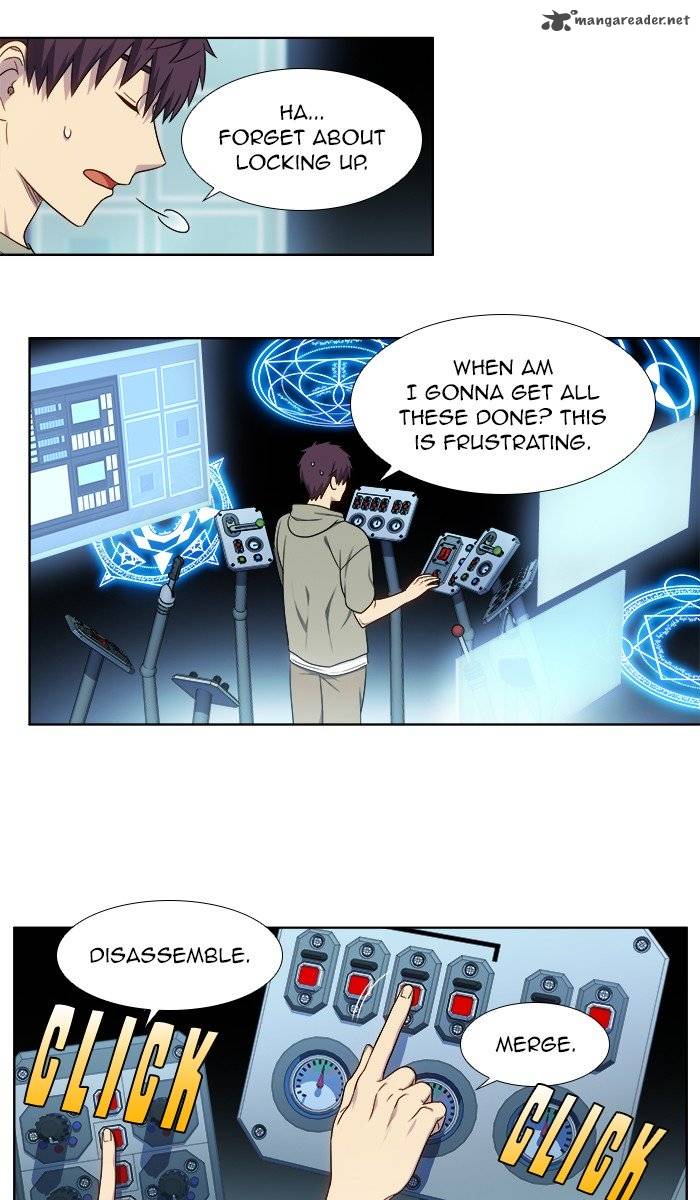 mangareader.net
HA...
FORGET ABOUT
LOCKING UP.
WHEN AM
I GONNA GET ALL
THESE DONE? THIS
IS FRUSTRATING.
DISASSEMBLE.
CLICK
MERGE.
CLICK